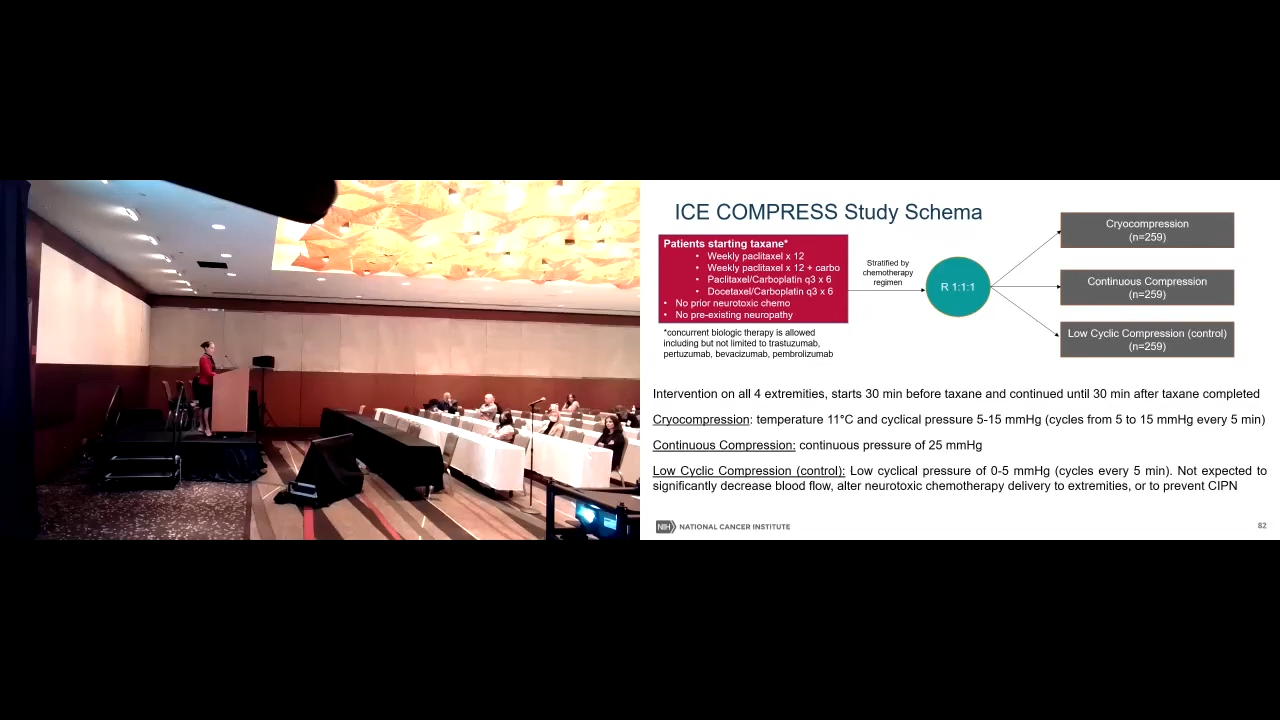 ICE COMPRESS Study Schema
Patients starting taxane*
• Weekly paclitaxel x 12
• Weekly paclitaxel x 12 + carbo
• Paclitaxel/Carboplatin q3 x 6
• Docetaxel/Carboplatin q3 x 6
• No prior neurotoxic chemo
• No pre-existing neuropathy
*concurrent biologic therapy is allowed
including but not limited to trastuzumab,
pertuzumab, bevacizumab, pembrolizumab
Stratified by
chemotherapy
regimen
R 1:1:1
Cryocompression
(n=259)
Continuous Compression
(n=259)
Low Cyclic Compression (control)
(n=259)
Intervention on all 4 extremities, starts 30 min before taxane and continued until 30 min after taxane completed
Cryocompression: temperature 11°C and cyclical pressure 5-15 mmHg (cycles from 5 to 15 mmHg every 5 min)
Continuous Compression: continuous pressure of 25 mmHg
Low Cyclic Compression (control): Low cyclical pressure of 0-5 mmHg (cycles every 5 min). Not expected to
significantly decrease blood flow, alter neurotoxic chemotherapy delivery to extremities, or to prevent CIPN
NIH NATIONAL CANCER INSTITUTE
82